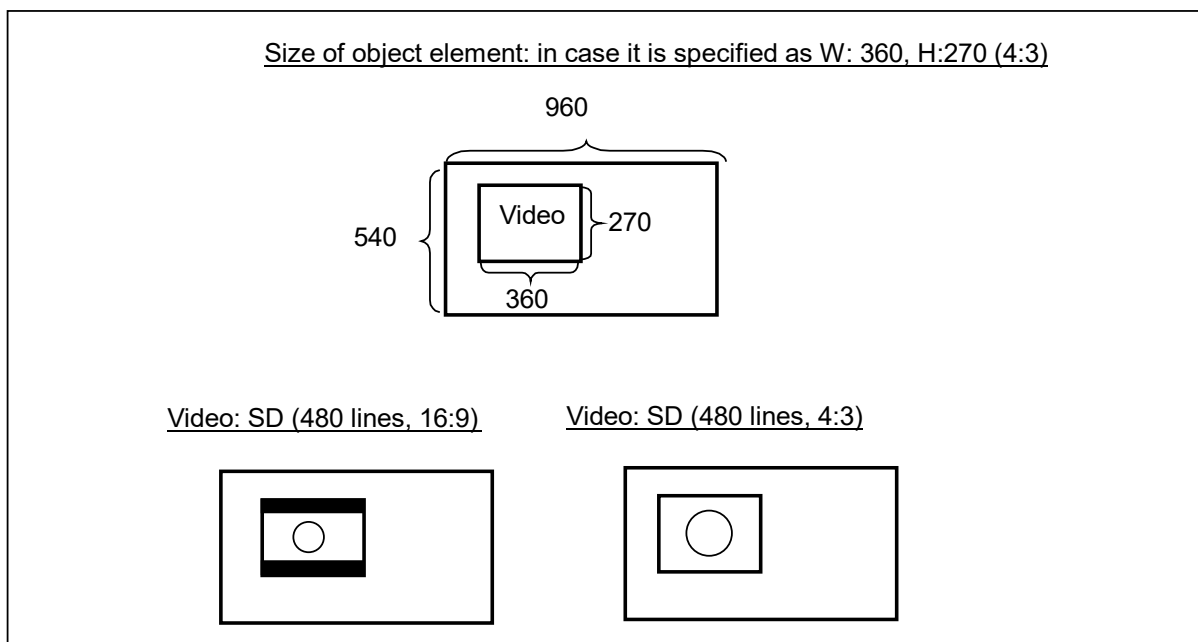 Size of object element: in case it is specified as W: 360, H:270 (4:3)
960
540
Video
270
360
Video: SD (480 lines, 16:9)
Video: SD (480 lines, 4:3)